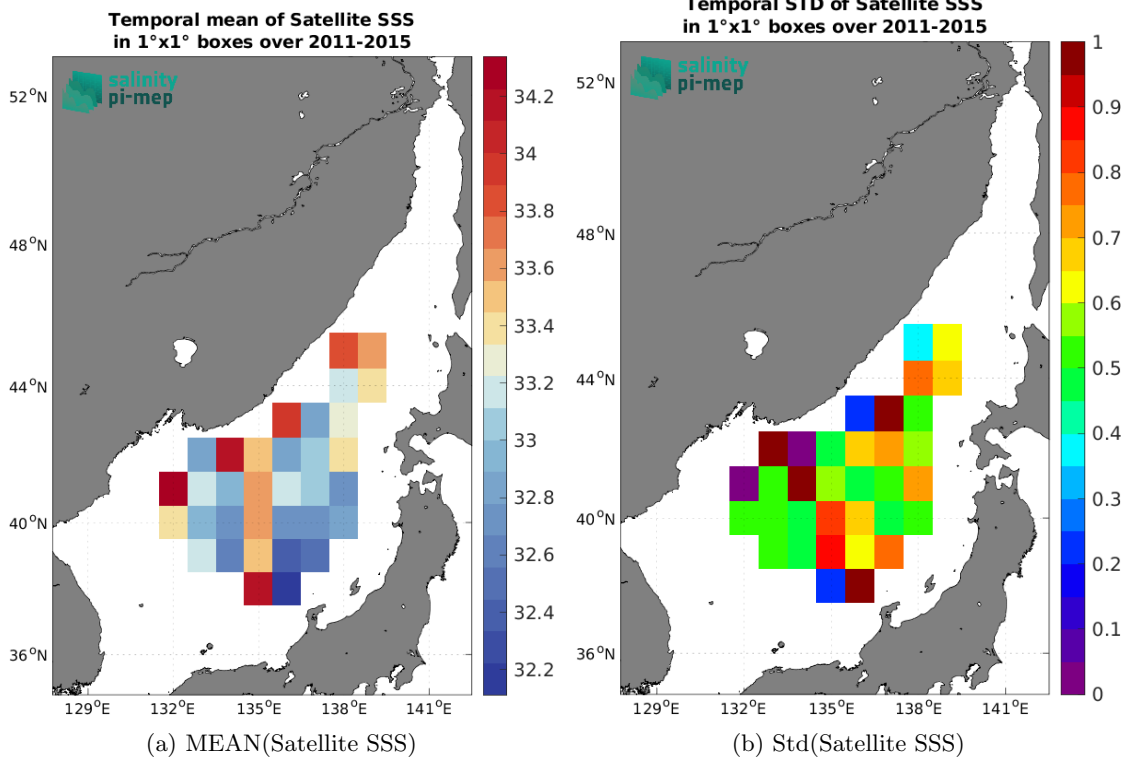 Temporal mean of Satellite SSS
in 1°x1° boxes over 2011-2015
salinity
pi-mep
52°N
48°N
44°N
40°N
36°N
129°E
132°E
135°E
138°E
141°E
34.2
34
33.8
33.6
33.4
33.2
33
32.8
32.6
32.4
32.2
(a) MEAN(Satellite SSS)
Temporal STD of Satellite SSS
in 1°x1° boxes over 2011-2015
salinity
pi-mep
52°N
48°N
44°N
40°N
36°N
129°E
132°E
135°E
138°E
141°E
1
0.9
0.8
0.7
0.6
0.5
0.4
0.3
0.2
0.1
0
(b) Std(Satellite SSS)